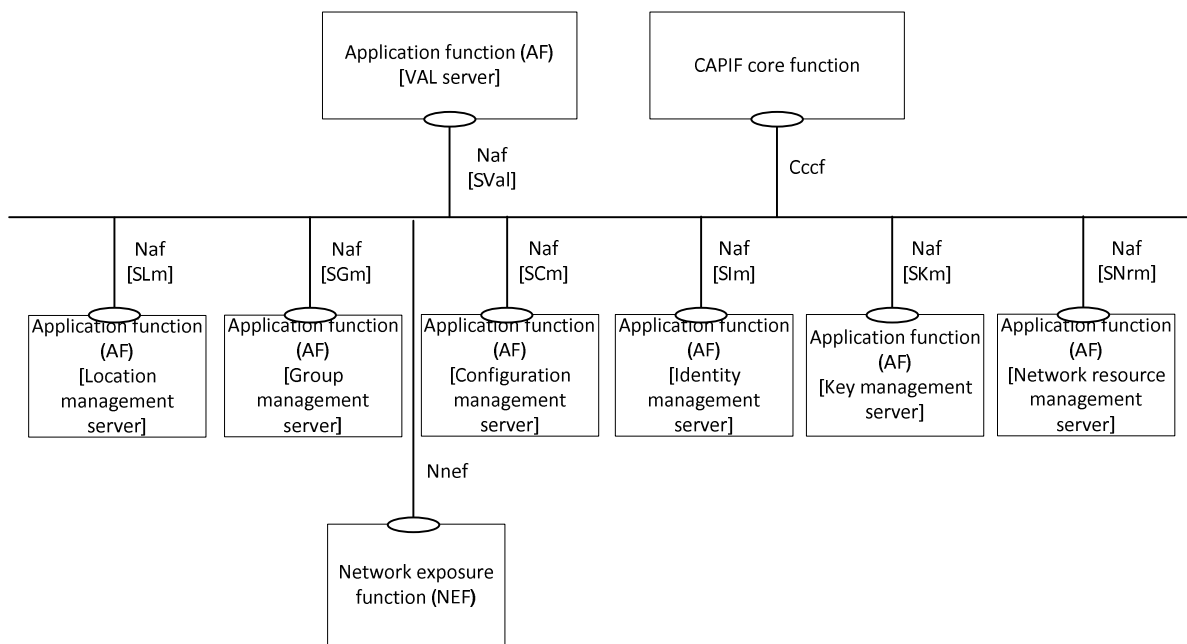 Application function (AF)
[VAL server]
CAPIF core function
Naf
[SVal]
Cccf
Naf
[SLm]
Naf
[SGm]
Naf
[SCm]
Naf
[SIm]
Naf
[SKm]
Naf
[SNrm]
Application function
(AF)
[Location
management
server]
Application function
(AF)
[Group
management
server]
Application function
(AF)
[Configuration
management
server]
Application function
(AF)
[Identity
management
server]
Application function
(AF)
[Key management
server]
Application function
(AF)
[Network resource
management
server]
Nnef
Network exposure
function (NEF)